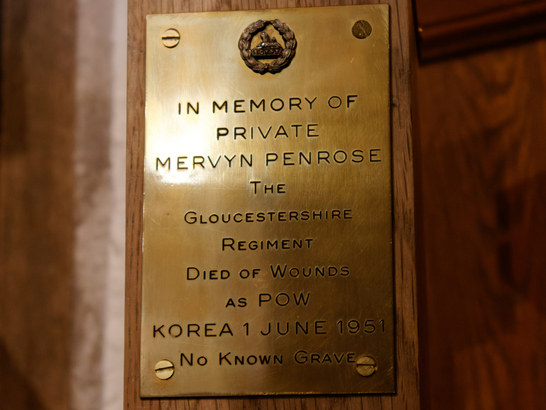 IN MEMORY OF
PRIVATE
MERVYN PENROSE
THE
GLOUCESTERSHIRE
REGIMENT
DIED OF WOUNDS
AS POW
KOREA 1 JUNE 1951
NO KNOWN GRAVE